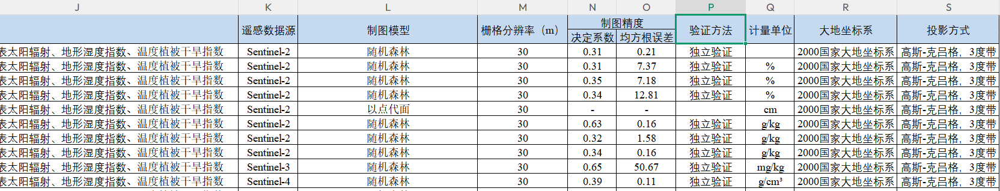 J K L M N O P Q R S
遥感数据源 制图模型 栅格分辨率（m） 制图精度 验证方法 计量单位 大地坐标系 投影方式
决定系数 均方根误差
表太阳辐射、地形湿度指数、温度植被干旱指数 Sentinel-2 随机森林 30 0.31 0.21 独立验证 2000国家大地坐标系 高斯-克吕格，3度带
表太阳辐射、地形湿度指数、温度植被干旱指数 Sentinel-2 随机森林 30 0.31 7.37 独立验证 % 2000国家大地坐标系 高斯-克吕格，3度带
表太阳辐射、地形湿度指数、温度植被干旱指数 Sentinel-2 随机森林 30 0.35 7.18 独立验证 % 2000国家大地坐标系 高斯-克吕格，3度带
表太阳辐射、地形湿度指数、温度植被干旱指数 Sentinel-2 随机森林 30 0.34 12.81 独立验证 % 2000国家大地坐标系 高斯-克吕格，3度带
表太阳辐射、地形湿度指数、温度植被干旱指数 Sentinel-2 以点代面 30 - - cm 2000国家大地坐标系 高斯-克吕格，3度带
表太阳辐射、地形湿度指数、温度植被干旱指数 Sentinel-2 随机森林 30 0.63 0.16 独立验证 g/kg 2000国家大地坐标系 高斯-克吕格，3度带
表太阳辐射、地形湿度指数、温度植被干旱指数 Sentinel-2 随机森林 30 0.32 1.58 独立验证 g/kg 2000国家大地坐标系 高斯-克吕格，3度带
表太阳辐射、地形湿度指数、温度植被干旱指数 Sentinel-2 随机森林 30 0.34 0.16 独立验证 g/kg 2000国家大地坐标系 高斯-克吕格，3度带
表太阳辐射、地形湿度指数、温度植被干旱指数 Sentinel-3 随机森林 30 0.65 50.67 独立验证 mg/kg 2000国家大地坐标系 高斯-克吕格，3度带
表太阳辐射、地形湿度指数、温度植被干旱指数 Sentinel-4 随机森林 30 0.39 0.11 独立验证 g/cm³ 2000国家大地坐标系 高斯-克吕格，3度带